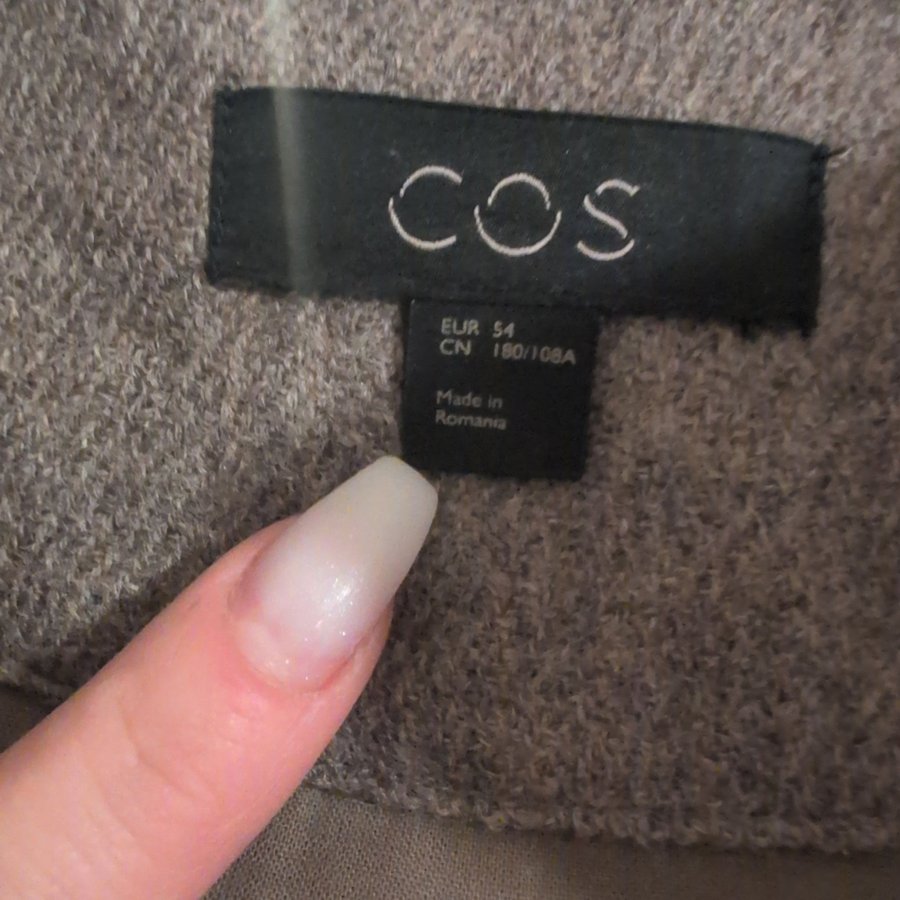 COS
EUR 54
CN 180/108A
Made in
Romania